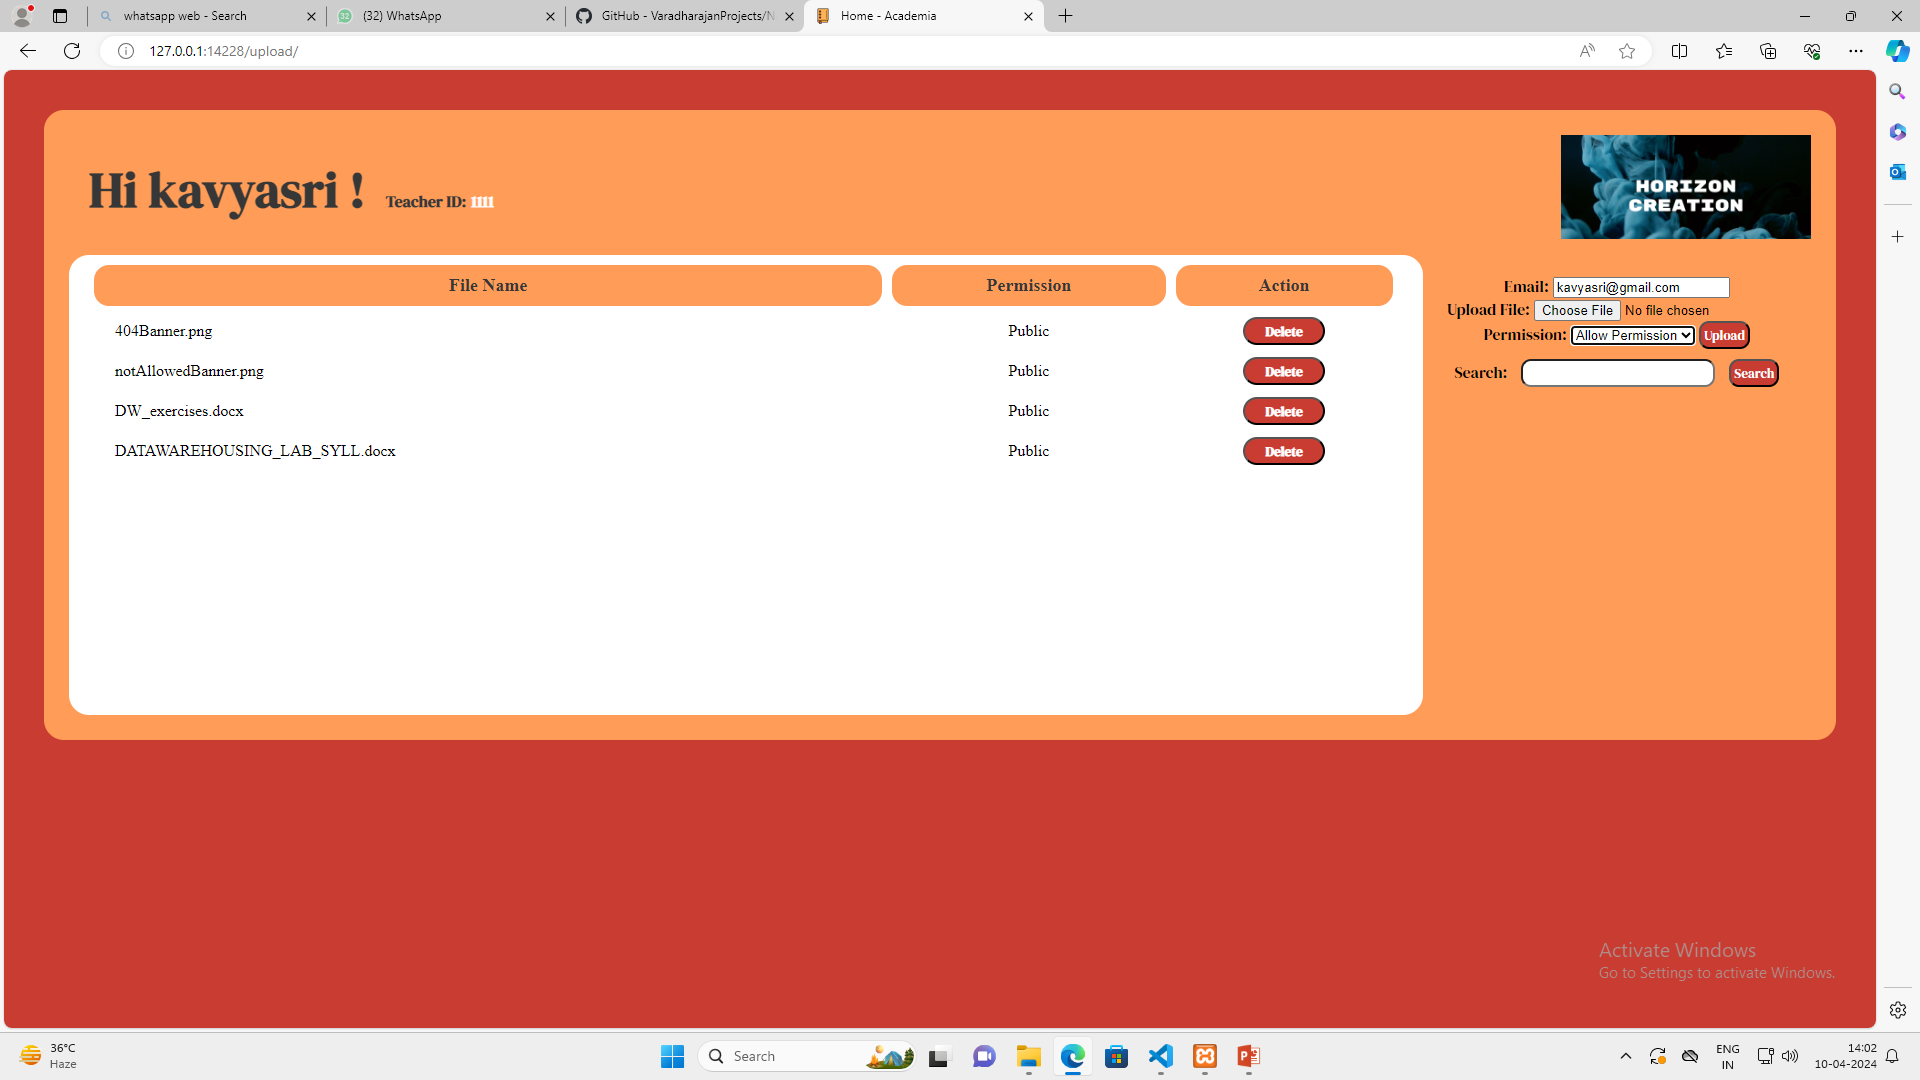 whatsapp web - Search
(32) WhatsApp
GitHub - VaradharajanProjects/N
Home - Academia
127.0.0.1:14228/upload/
HORIZON
CREATION
Hi kavyasri !
Teacher ID: 1111
File Name Permission Action
404Banner.png Public Delete
notAllowedBanner.png Public Delete
DW_exercises.docx Public Delete
DATAWAREHOUSING_LAB_SYLL.docx Public Delete
Email: kavyasri@gmail.com
Upload File: Choose File No file chosen
Permission: Allow Permission Upload
Search: Search
Activate Windows
Go to Settings to activate Windows.
36°C
Haze
Search
ENG
IN
14:02
10-04-2024